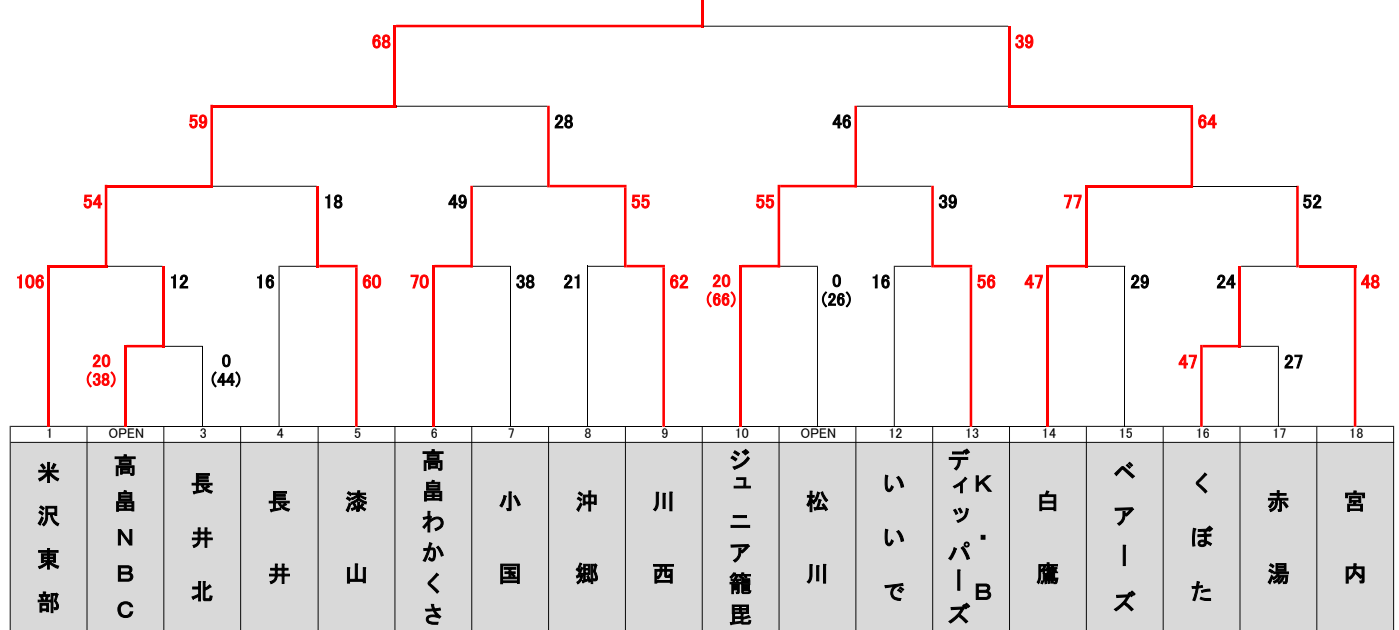 68 39
59 28 46 64
54 18 49 55 55 39 77 52
106 12 16 60 70 38 21 62 20 0 16 56 47 29 24 48
(66) (26)
20 0 47 27
(38) (44)
1 OPEN 3 4 5 6 7 8 9 10 OPEN 12 13 14 15 16 17 18
米沢東部
高畠NBC
長井北
長井
漆山
高畠わかくさ
小国
沖郷
川西
ジュニア籠毘
松川
いいで
K・B
ディッパーズ
白鷹
ベアーズ
くぼた
赤湯
宮内